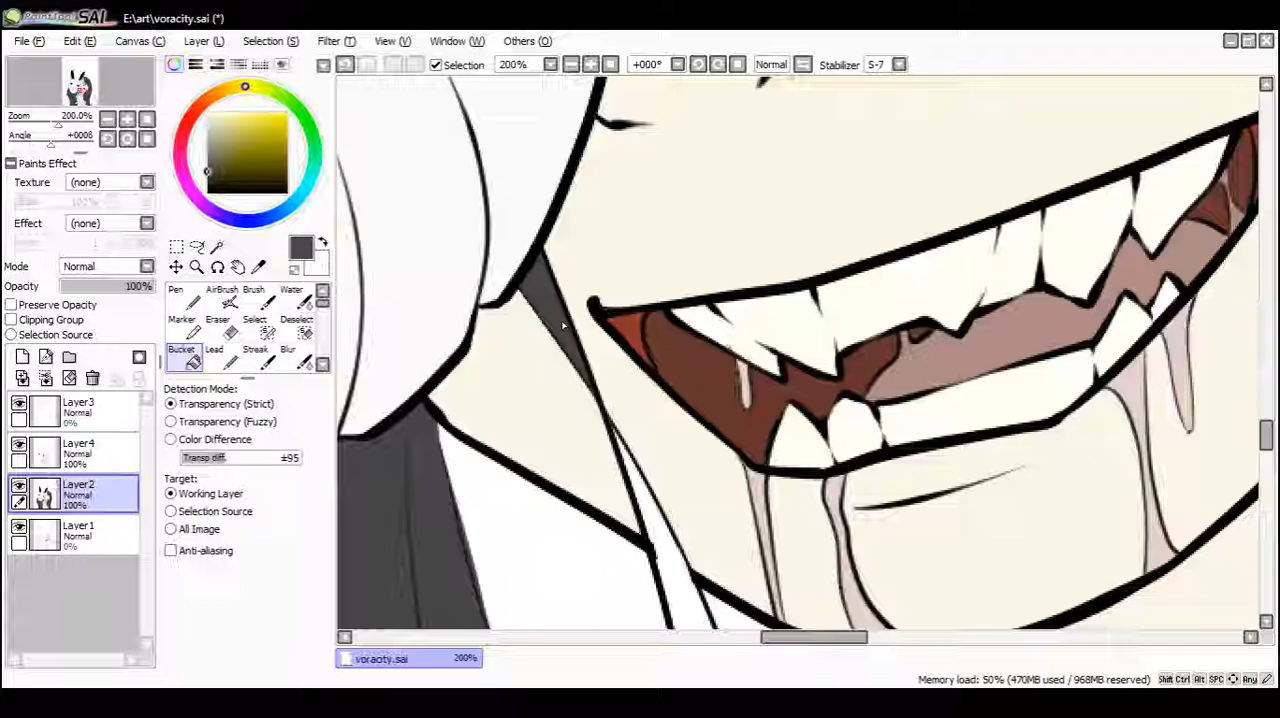 PaintTool SAI E:\art\voracity.sai (*)
File (F) Edit (E) Canvas (C) Layer (L) Selection (S) Filter (T) View (V) Window (W) Others (O)
Selection 200% +000° Normal Stabilizer S-7
Zoom 200.0%
Angle +000δ
Paints Effect
Texture (none)
Effect (none)
Mode Normal
Opacity 100%
Preserve Opacity
Clipping Group
Selection Source
Layer3
Normal
0%
Layer4
Normal
100%
Layer2
Normal
100%
Layer1
Normal
0%
Pen AirBrush Brush Water
Marker Eraser Select Deselect
Bucket Lead Streak Blur
Detection Mode:
Transparency (Strict)
Transparency (Fuzzy)
Color Difference
Transp diff. ±95
Target:
Working Layer
Selection Source
All Image
Anti-aliasing
voracity.sai 200%
Memory load: 50% (470MB used / 968MB reserved) Shift Ctrl Alt SPC Any